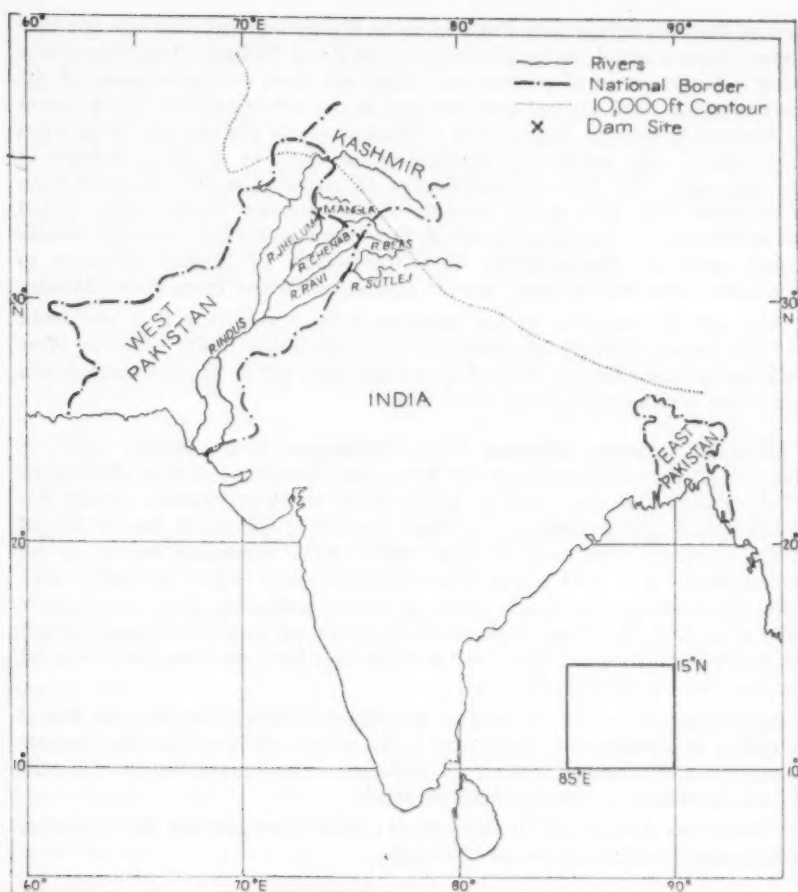 60°E
70°E
80°
90°
Rivers
National Border
10,000ft Contour
Dam Site
KASHMIR
MANGLA
R.JHELUM
R.CHENAB
R.BEAS
R.RAVI
R.SUTLEJ
30°
N
30°
N
WEST
PAKISTAN
R.INDUS
INDIA
EAST
PAKISTAN
20°
20°
15°N
10°
10°
85°E
60°
70°E
80°
90°